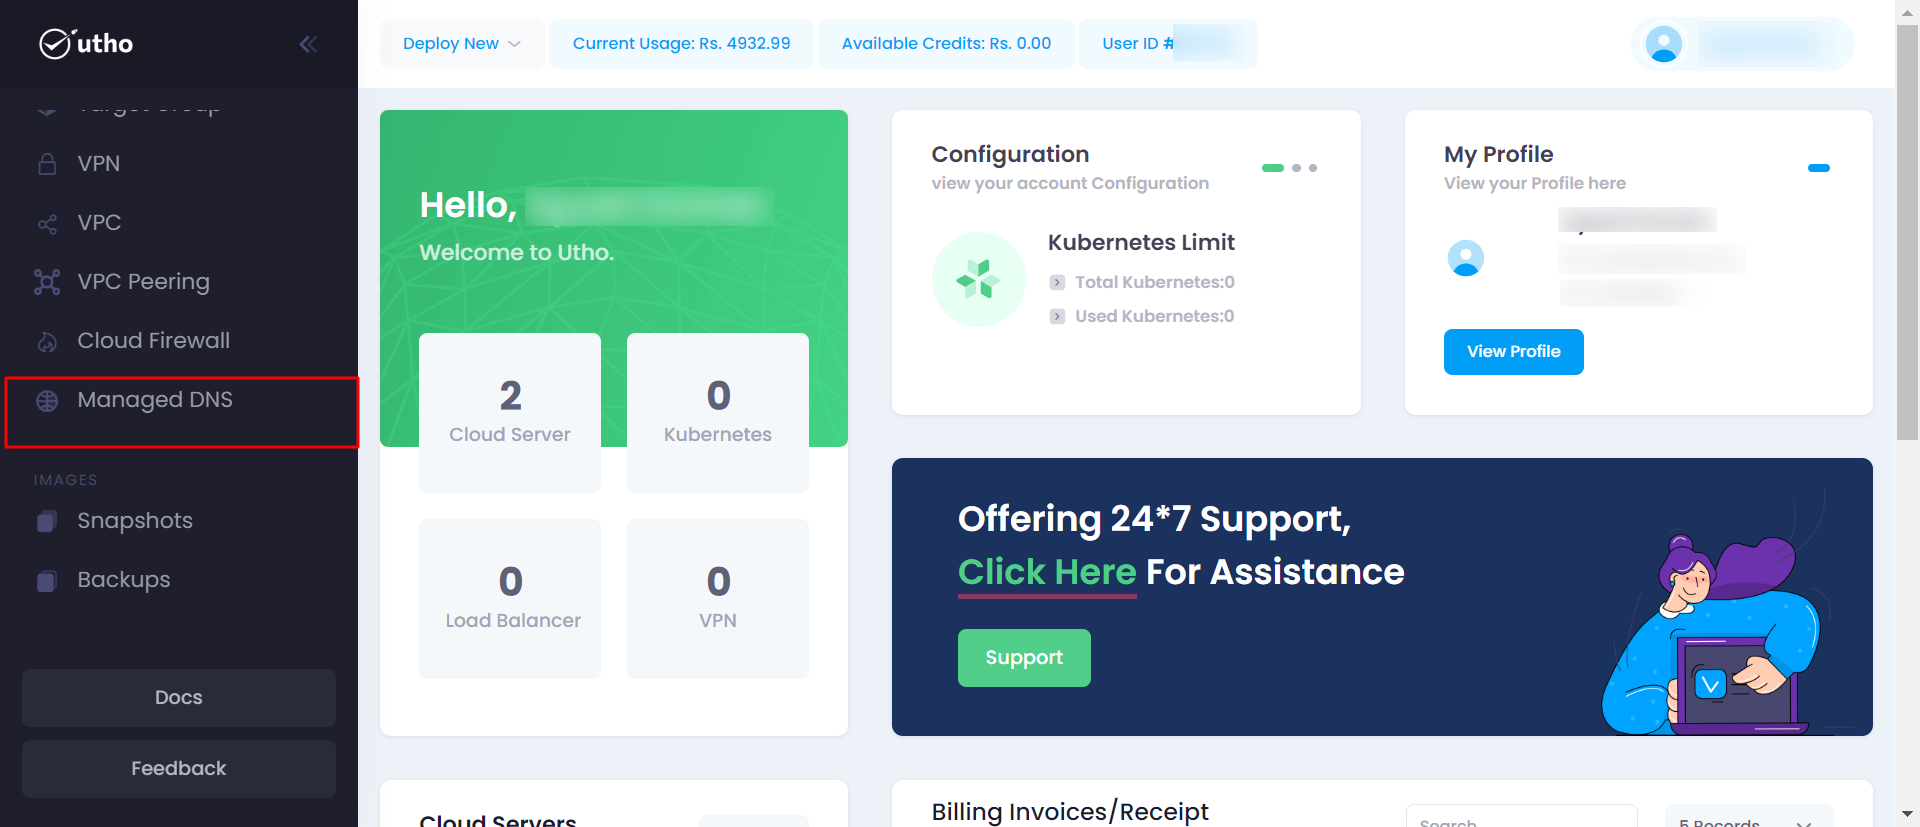 utho
Target Group
VPN
VPC
VPC Peering
Cloud Firewall
Managed DNS
IMAGES
Snapshots
Backups
Docs
Feedback
Deploy New
Current Usage: Rs. 4932.99
Available Credits: Rs. 0.00
User ID #
Hello,
Welcome to Utho.
2
Cloud Server
0
Kubernetes
0
Load Balancer
0
VPN
Configuration
view your account Configuration
Kubernetes Limit
Total Kubernetes:0
Used Kubernetes:0
My Profile
View your Profile here
View Profile
Offering 24*7 Support,
Click Here For Assistance
Support
Cloud Servers
Billing Invoices/Receipt
Search
5 Records